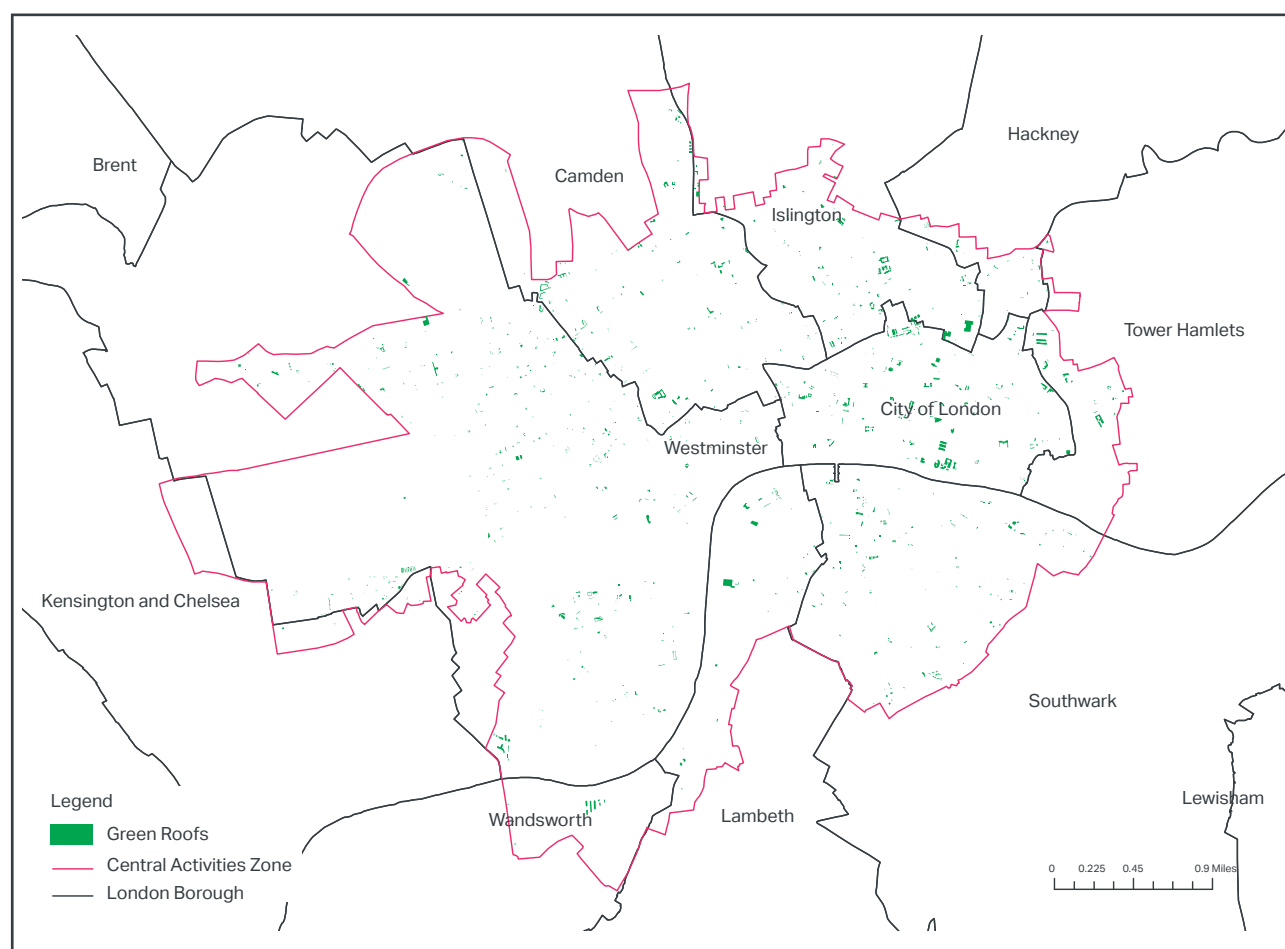 Hackney
Brent
Camden
Islington
Tower Hamlets
City of London
Westminster
Kensington and Chelsea
Southwark
Lewisham
Legend
Green Roofs
Wandsworth
Lambeth
Central Activities Zone
London Borough
0 0.225 0.45 0.9 Miles